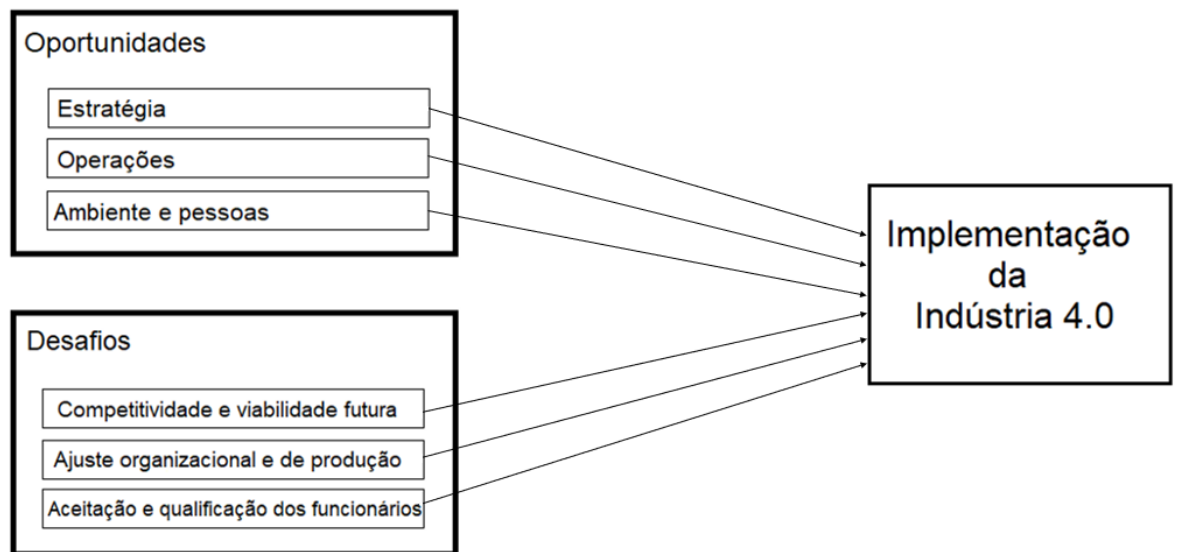 Oportunidades
Estratégia
Operações
Ambiente e pessoas
Desafios
Competitividade e viabilidade futura
Ajuste organizacional e de produção
Aceitação e qualificação dos funcionários
Implementação
da
Indústria 4.0